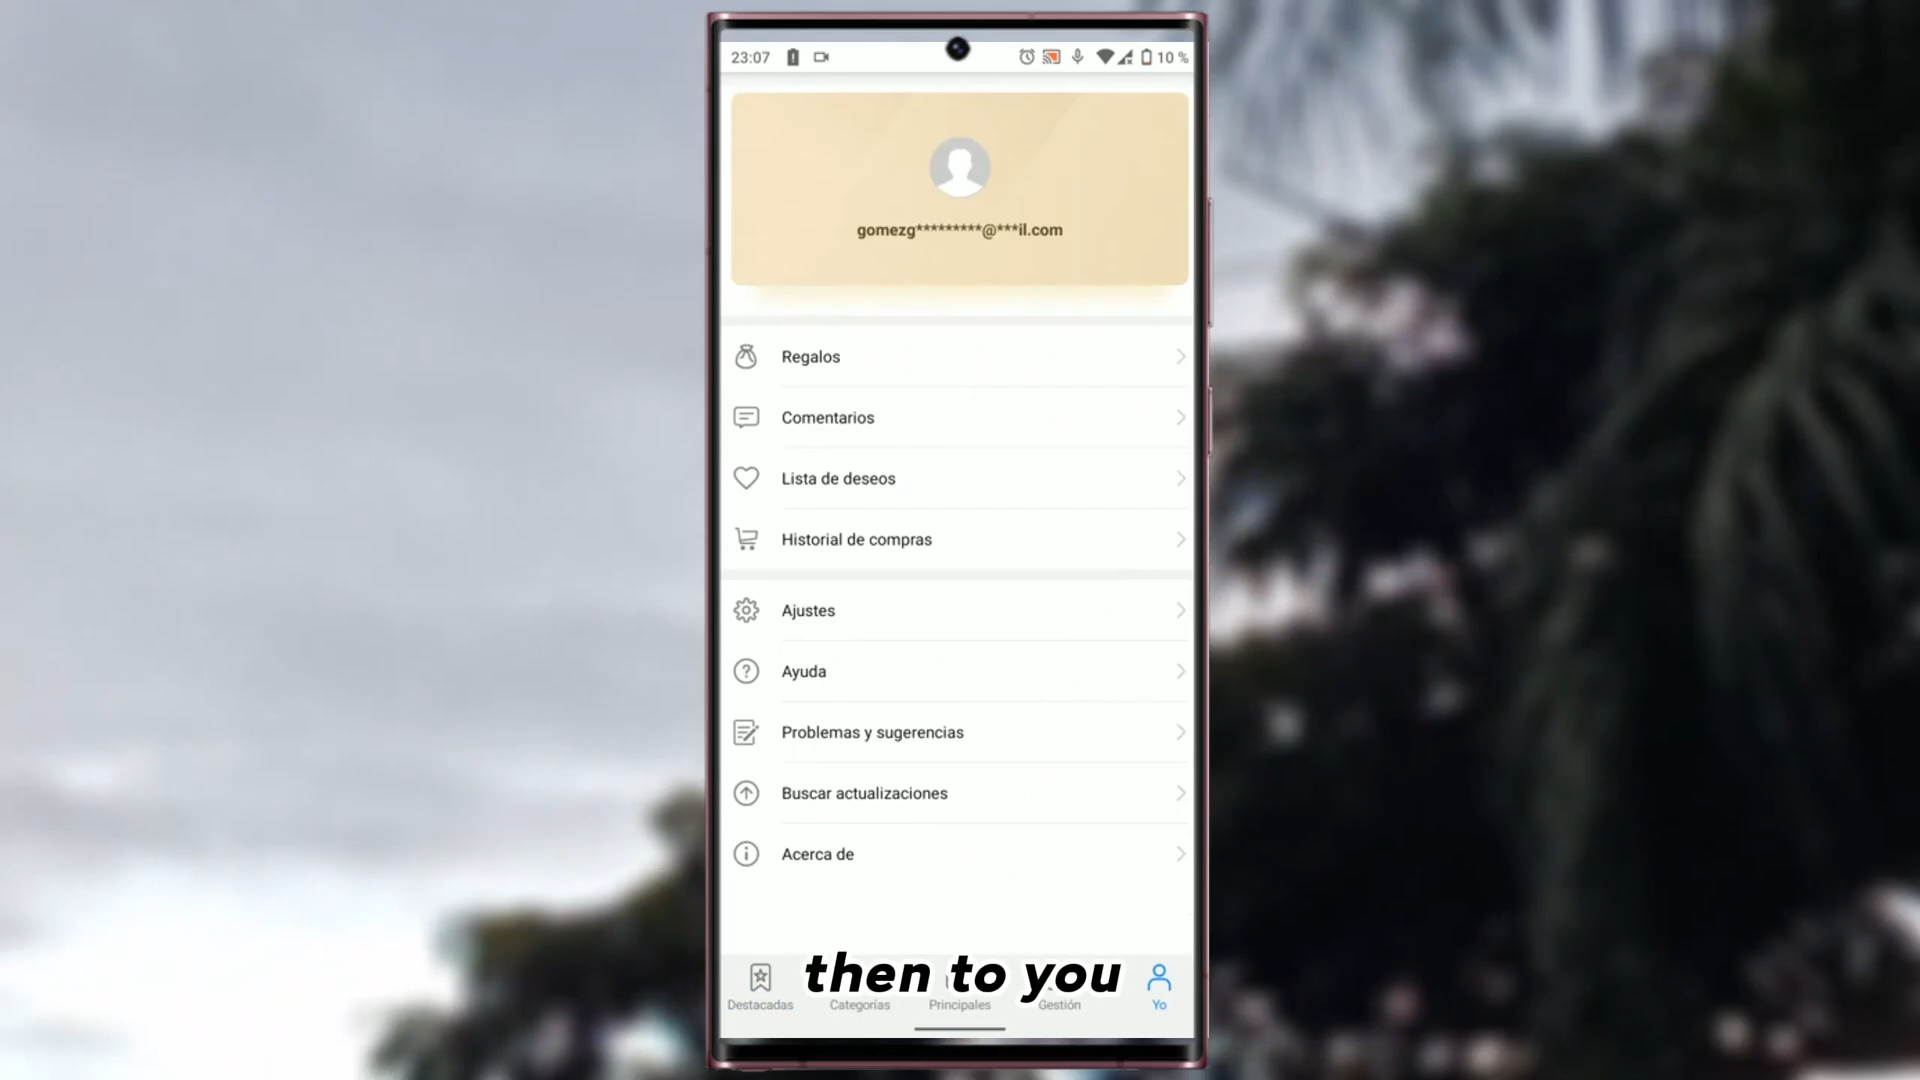 23:07
10 %
gomezg*********@***il.com
Regalos
Comentarios
Lista de deseos
Historial de compras
Ajustes
Ayuda
Problemas y sugerencias
Buscar actualizaciones
Acerca de
then to you
Destacadas
Categorías
Principales
Gestión
Yo